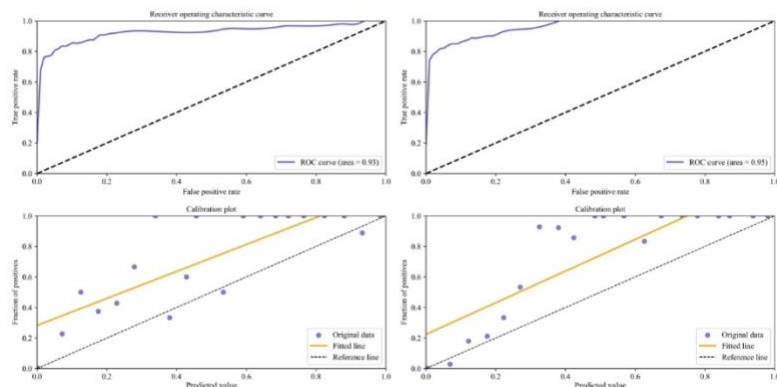 Receiver operating characteristic curve
1.0
0.8
0.6
0.4
0.2
0.0
True positive rate
0.0 0.2 0.4 0.6 0.8 1.0
False positive rate
ROC curve (area = 0.93)
Receiver operating characteristic curve
1.0
0.8
0.6
0.4
0.2
0.0
True positive rate
0.0 0.2 0.4 0.6 0.8 1.0
False positive rate
ROC curve (area = 0.95)
Calibration plot
1.0
0.8
0.6
0.4
0.2
0.0
Fraction of positives
0.0 0.2 0.4 0.6 0.8 1.0
Predicted value
Original data
Fitted line
Reference line
Calibration plot
1.0
0.8
0.6
0.4
0.2
0.0
Fraction of positives
0.0 0.2 0.4 0.6 0.8 1.0
Predicted value
Original data
Fitted line
Reference line